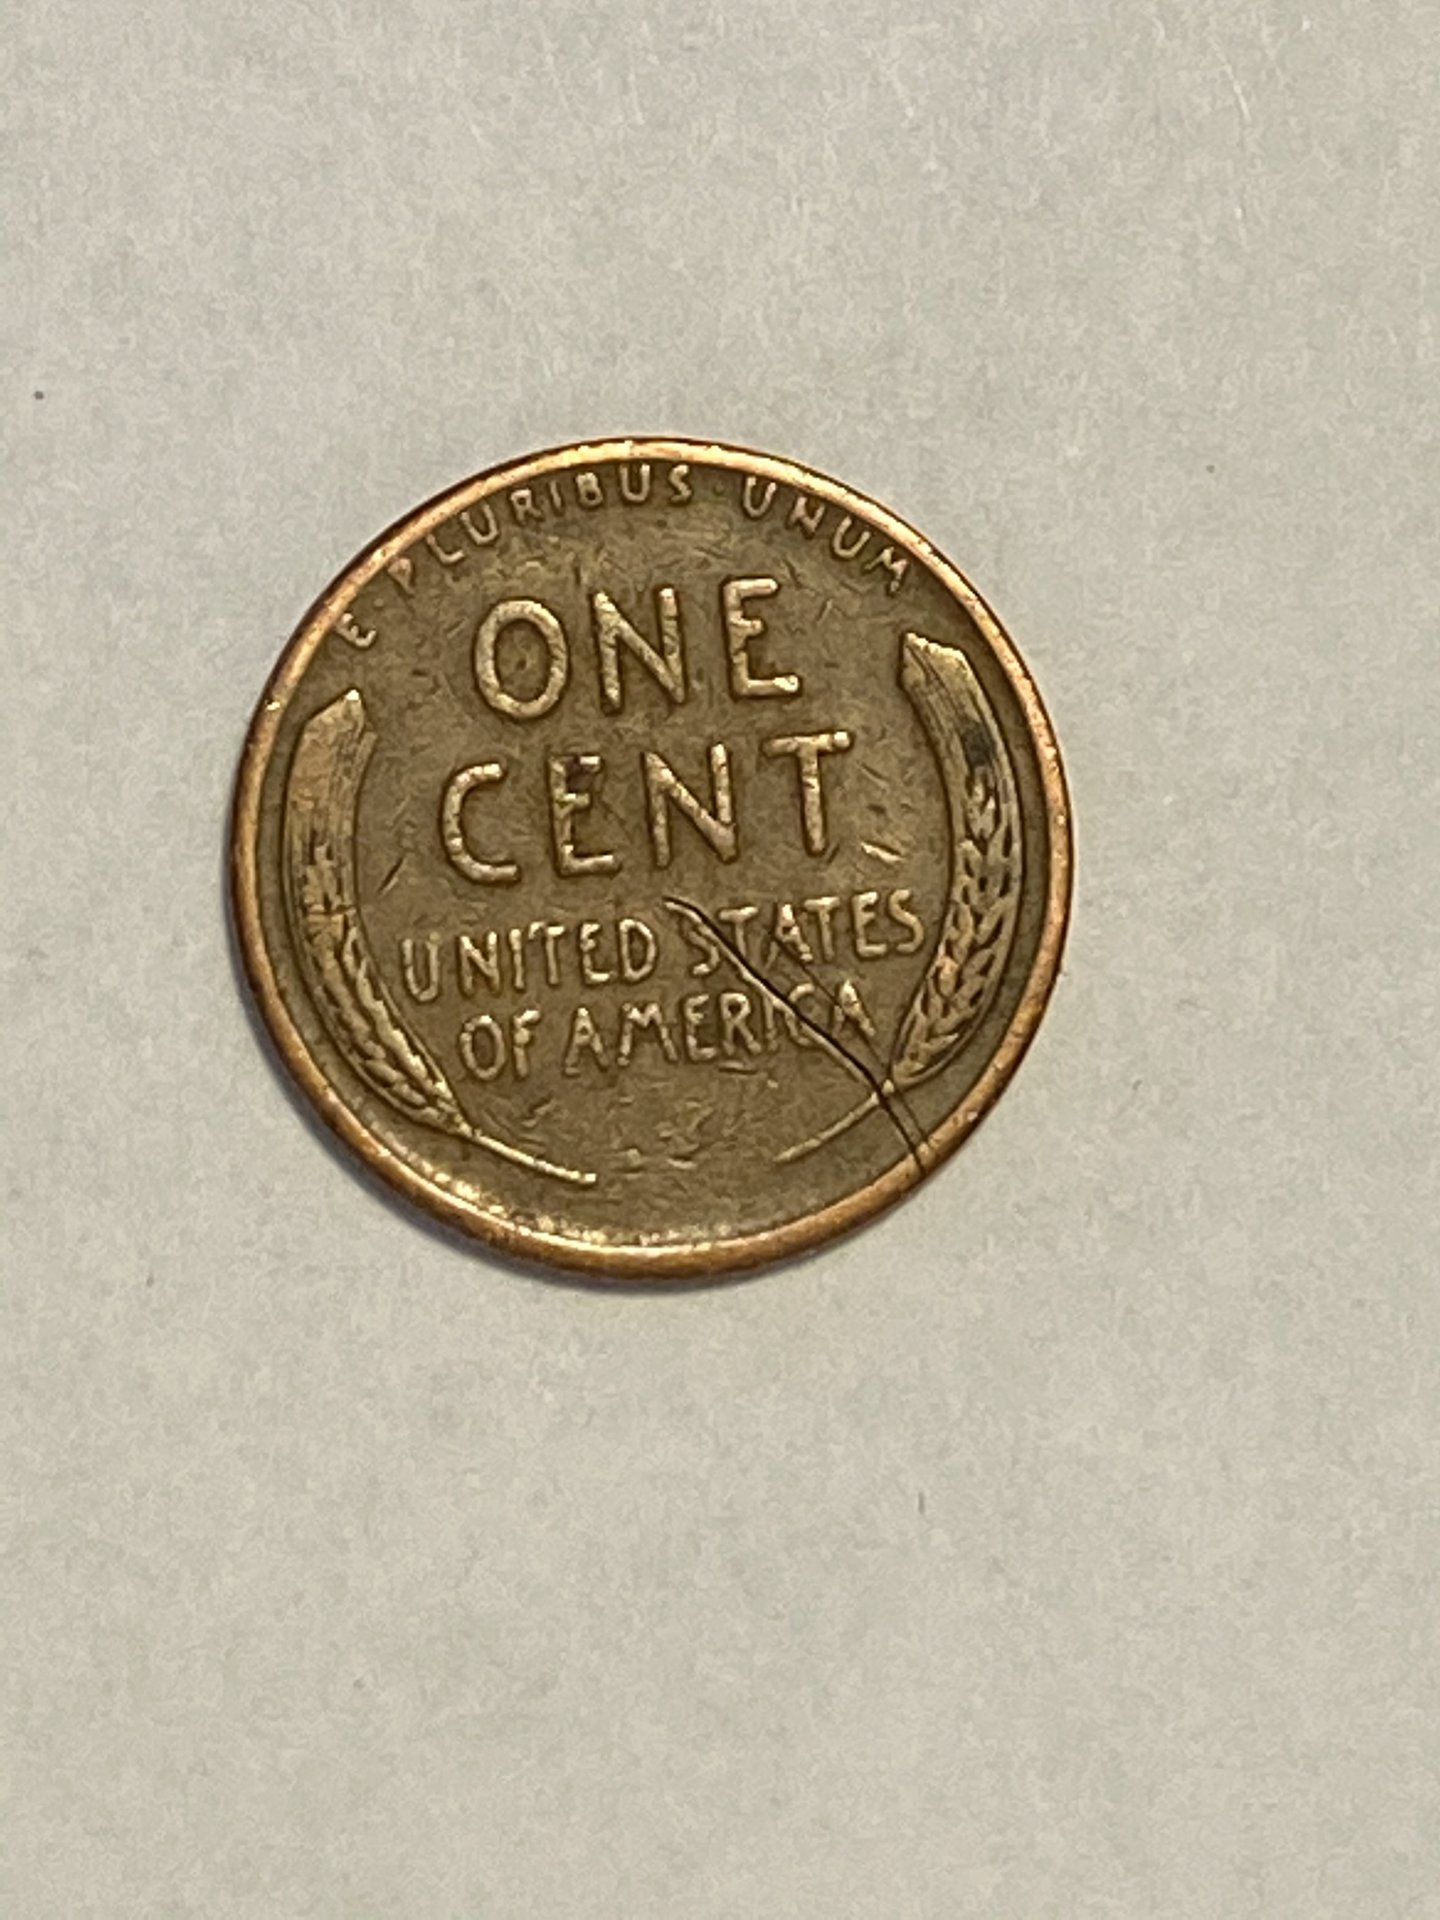 E·PLURIBUS·UNUM
ONE
CENT
UNITED STATES
OF AMERICA